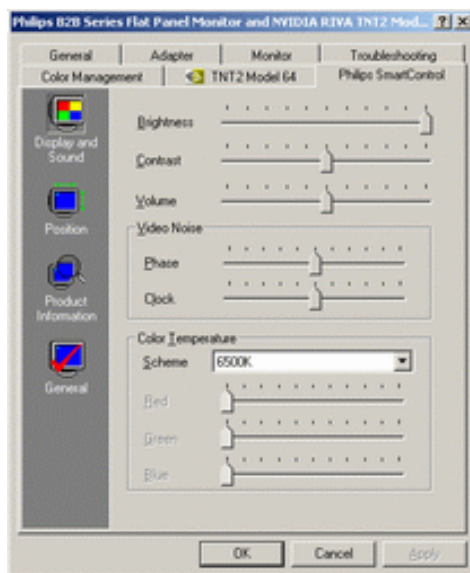 Philips B2B Series Flat Panel Monitor and NVIDIA RIVA TNT2 Mod...
General Adapter Monitor Troubleshooting
Color Management TNT2 Model 64 Philips SmartControl
Display and
Sound
Position
Product
Information
General
Brightness
Contrast
Volume
Video Noise
Phase
Clock
Color Temperature
Scheme 6500K
Red
Green
Blue
OK Cancel Apply